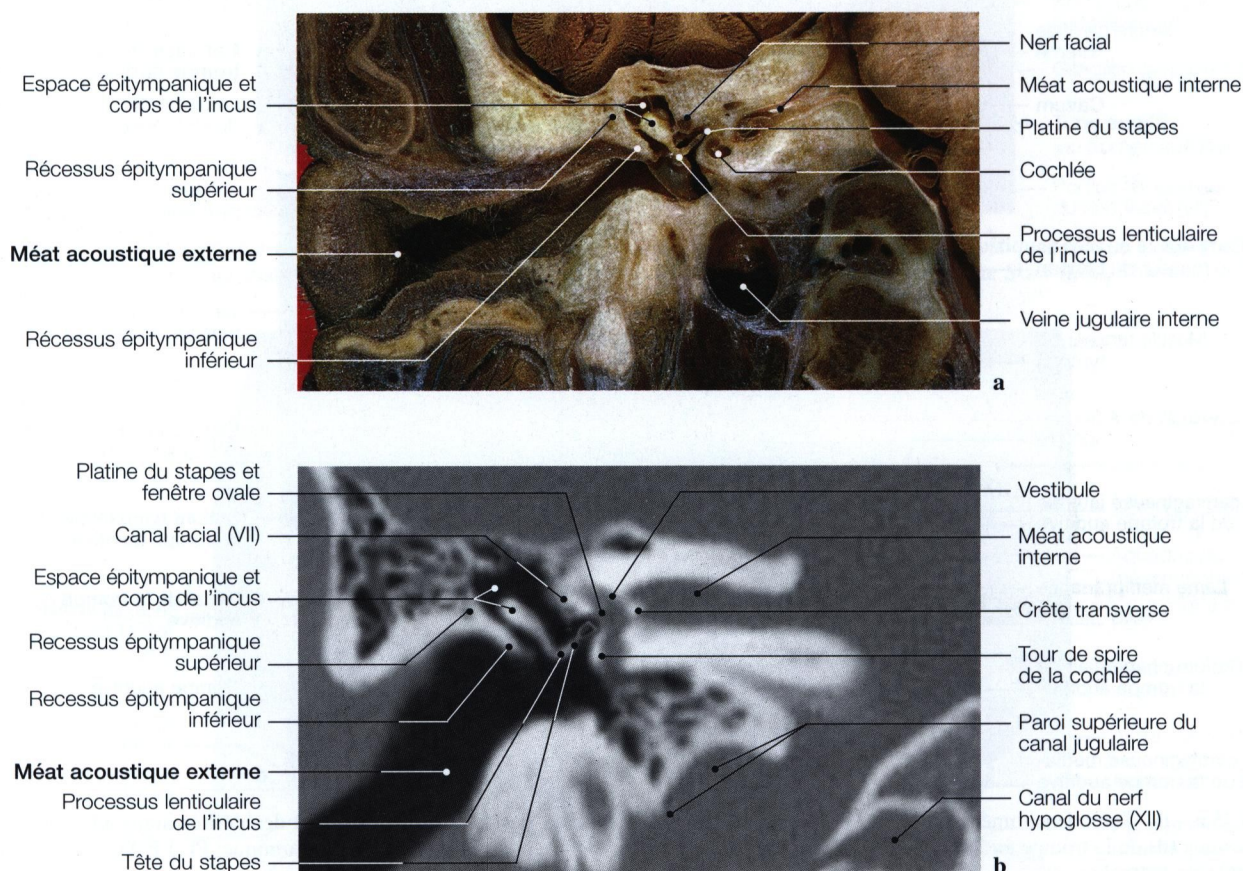 Espace épitympanique et
corps de l'incus
Récessus épitympanique
supérieur
Méat acoustique externe
Récessus épitympanique
inférieur
Nerf facial
Méat acoustique interne
Platine du stapes
Cochlée
Processus lenticulaire
de l'incus
Veine jugulaire interne
a
Platine du stapes et
fenêtre ovale
Canal facial (VII)
Espace épitympanique et
corps de l'incus
Recessus épitympanique
supérieur
Recessus épitympanique
inférieur
Méat acoustique externe
Processus lenticulaire
de l'incus
Tête du stapes
Vestibule
Méat acoustique
interne
Crête transverse
Tour de spire
de la cochlée
Paroi supérieure du
canal jugulaire
Canal du nerf
hypoglosse (XII)
b